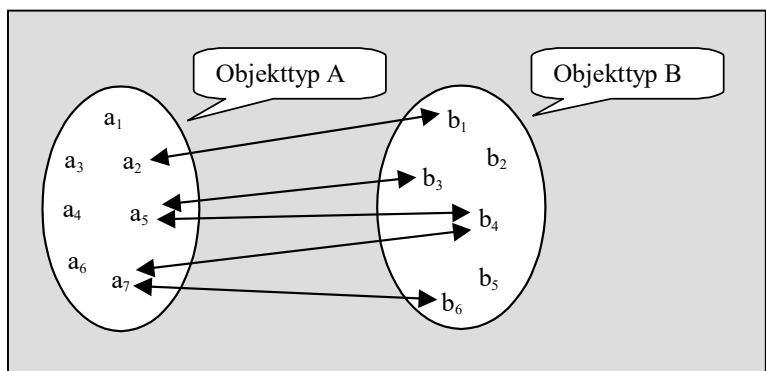 Objekttyp A
Objekttyp B
a₁
a₃
a₂
a₄
a₅
a₆
a₇
b₁
b₂
b₃
b₄
b₅
b₆